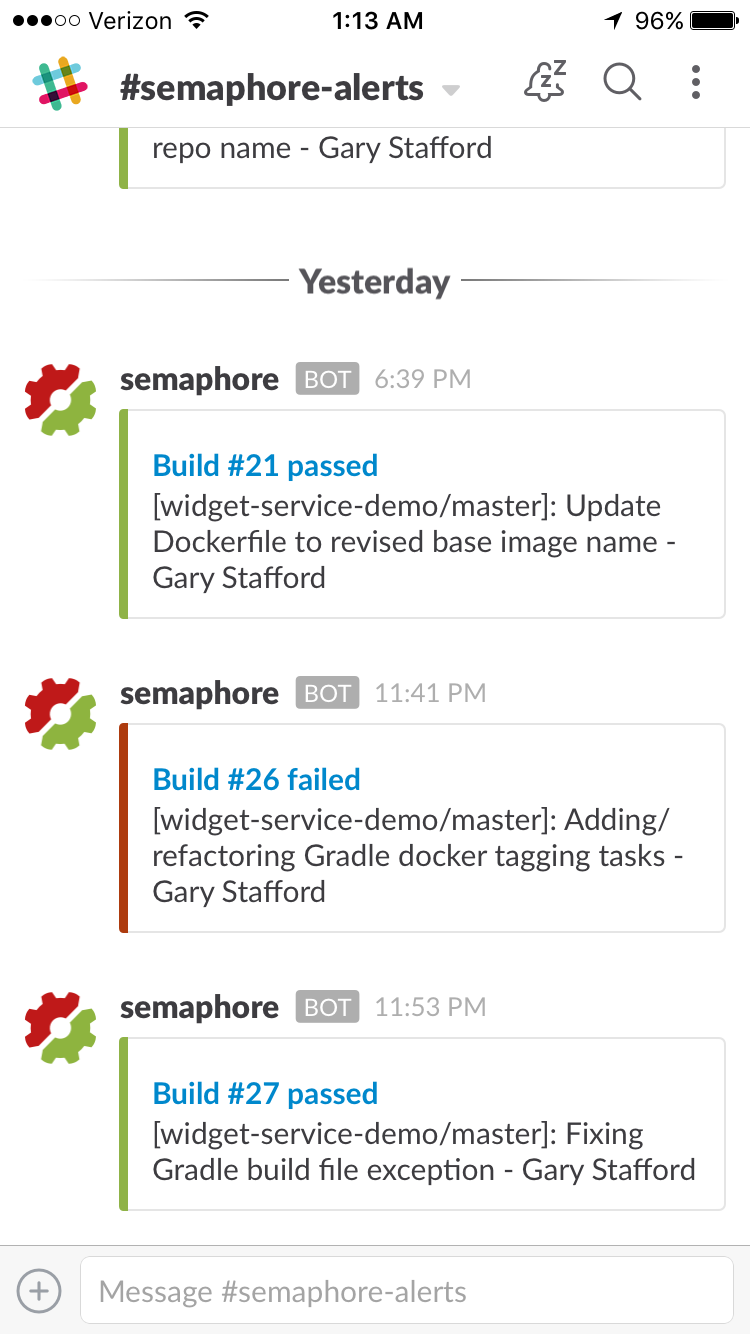 Verizon 1:13 AM 96%
#semaphore-alerts
repo name - Gary Stafford
Yesterday
semaphore BOT 6:39 PM
Build #21 passed
[widget-service-demo/master]: Update
Dockerfile to revised base image name -
Gary Stafford
semaphore BOT 11:41 PM
Build #26 failed
[widget-service-demo/master]: Adding/
refactoring Gradle docker tagging tasks -
Gary Stafford
semaphore BOT 11:53 PM
Build #27 passed
[widget-service-demo/master]: Fixing
Gradle build file exception - Gary Stafford
Message #semaphore-alerts